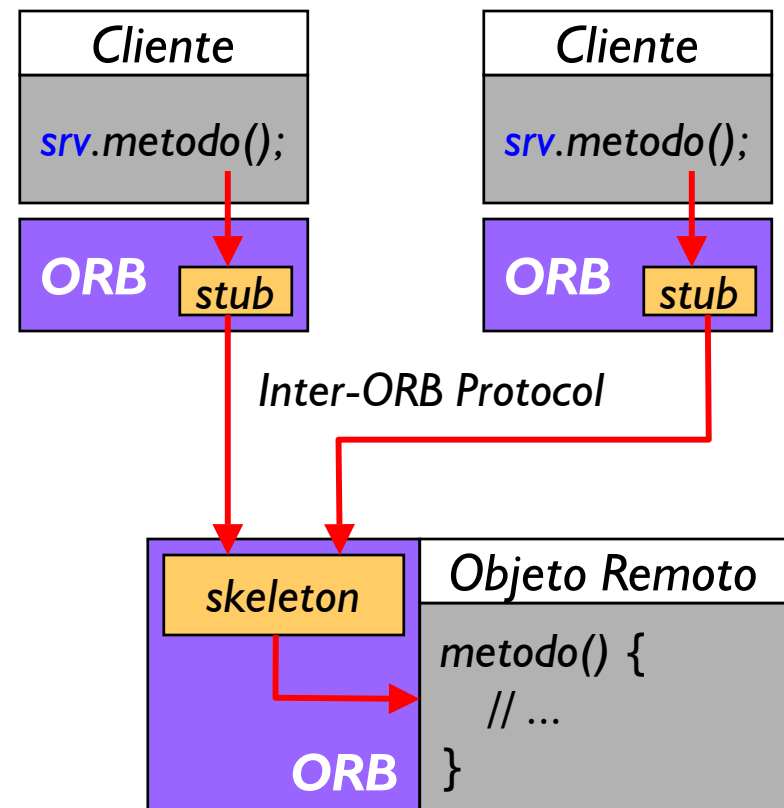 Cliente
srv.metodo();
ORB
stub
Cliente
srv.metodo();
ORB
stub
Inter-ORB Protocol
skeleton
ORB
Objeto Remoto
metodo() {
// ...
}